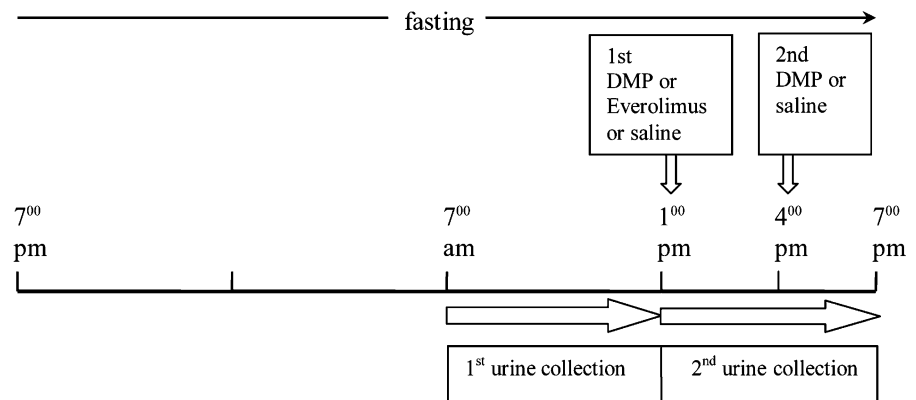 fasting
1st
DMP or
Everolimus
or saline
2nd
DMP or
saline
7⁰⁰
pm
7⁰⁰
am
1⁰⁰
pm
4⁰⁰
pm
7⁰⁰
pm
1ˢᵗ urine collection
2ⁿᵈ urine collection